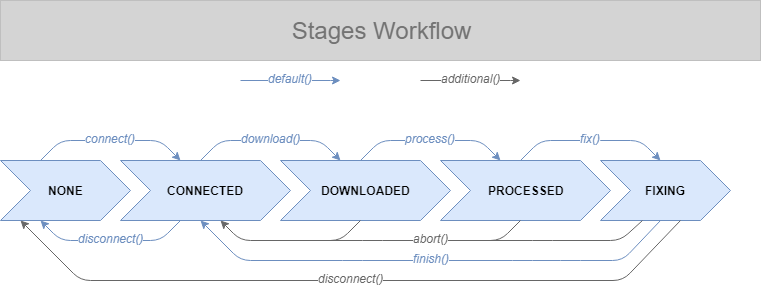 Stages Workflow
default()
additional()
connect()
download()
process()
fix()
NONE
CONNECTED
DOWNLOADED
PROCESSED
FIXING
disconnect()
abort()
finish()
disconnect()